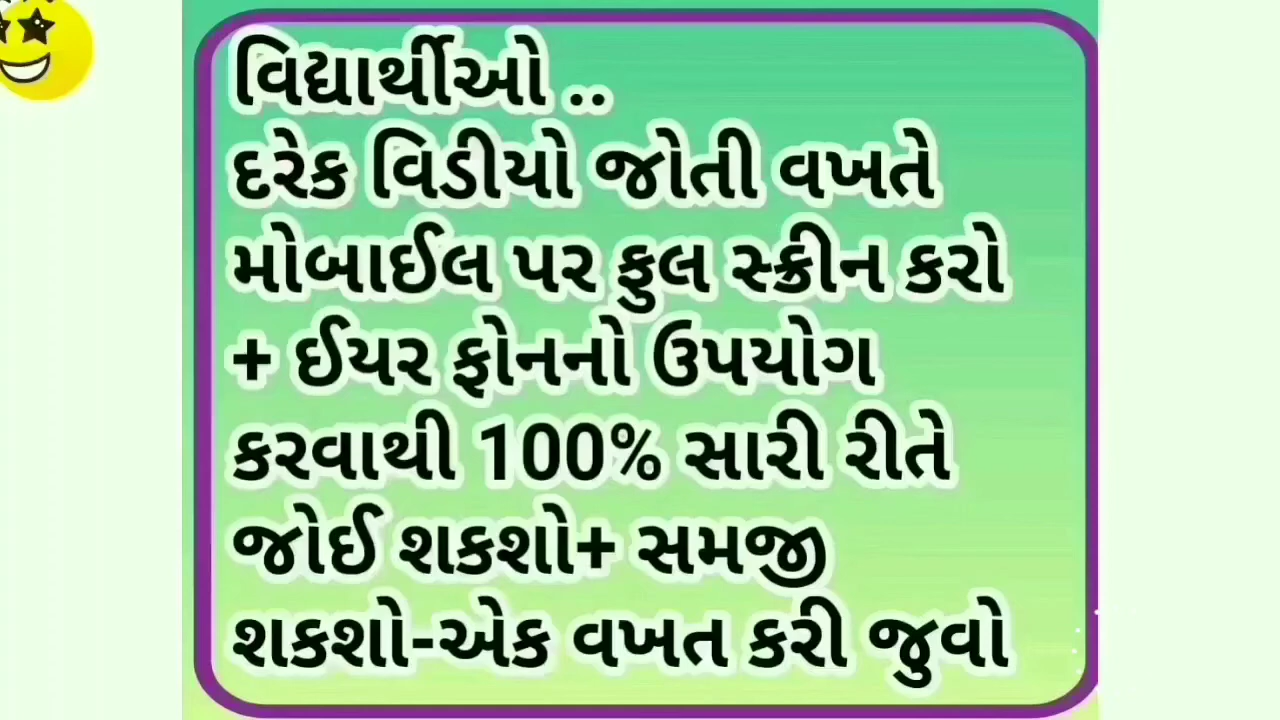 વિદ્યાર્થીઓ ..
દરેક વિડીયો જોતી વખતે
મોબાઈલ પર ફુલ સ્ક્રીન કરો
+ ઈયર ફોનનો ઉપયોગ
કરવાથી 100% સારી રીતે
જોઈ શકશો+ સમજી
શકશો-એક વખત કરી જુવો